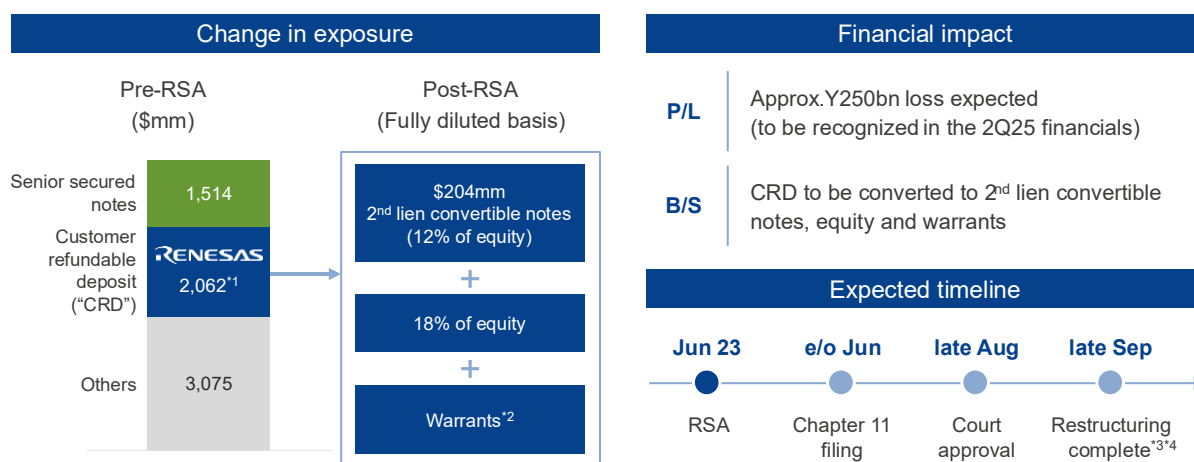 Change in exposure
Pre-RSA
($mm)
Post-RSA
(Fully diluted basis)
Senior secured
notes
1,514
Customer
refundable
deposit
("CRD")
RENESAS
2,062*1
Others
3,075
$204mm
2nd lien convertible notes
(12% of equity)
+
18% of equity
+
Warrants*2
Financial impact
P/L
Approx.Y250bn loss expected
(to be recognized in the 2Q25 financials)
B/S
CRD to be converted to 2nd lien convertible
notes, equity and warrants
Expected timeline
Jun 23
e/o Jun
late Aug
late Sep
RSA
Chapter 11
filing
Court
approval
Restructuring
complete*3*4